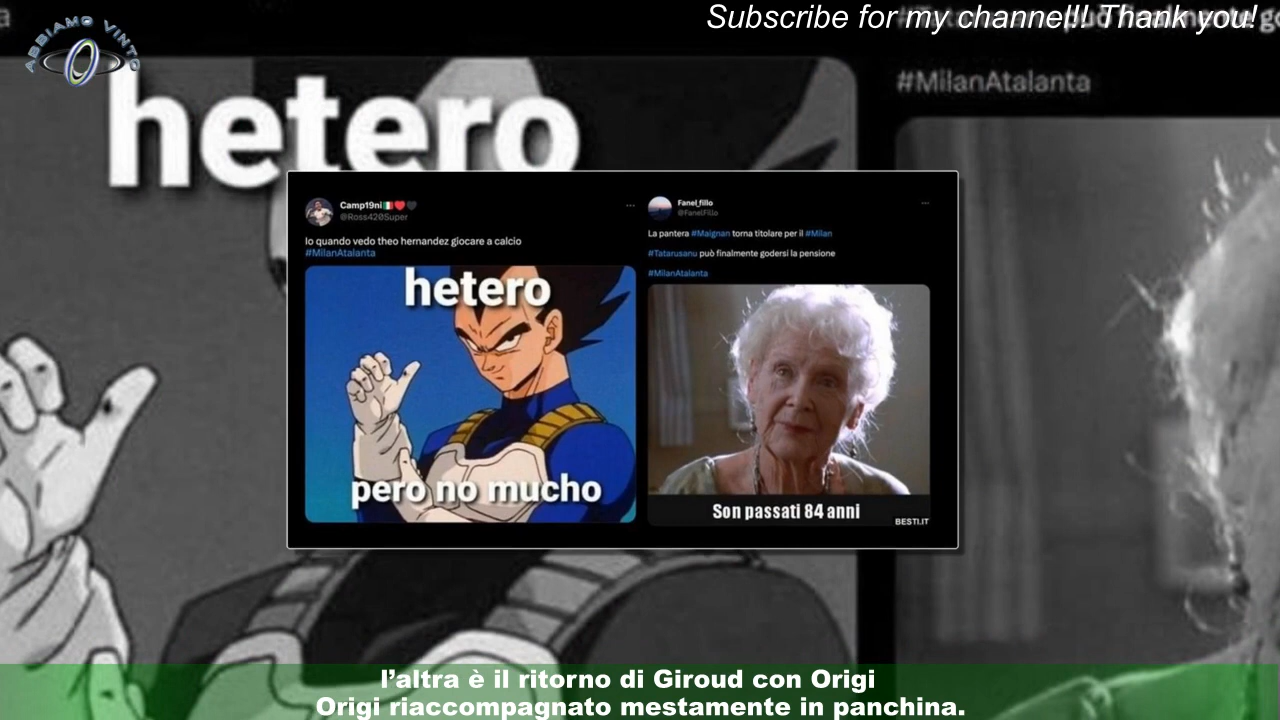 Subscribe for my channel!! Thank you!
ABBIAMO VINTO
#MilanAtalanta
hetero
Camp19ni🇮🇹❤️🖤
@Ross420Super
Io quando vedo theo hernandez giocare a calcio
#MilanAtalanta
hetero
pero no mucho
Fanel_fillo
@FanelFillo
La pantera #Maignan torna titolare per il #Milan
#Tatarusanu può finalmente godersi la pensione
#MilanAtalanta
Son passati 84 anni
BESTI.IT
l’altra è il ritorno di Giroud con Origi
Origi riaccompagnato mestamente in panchina.